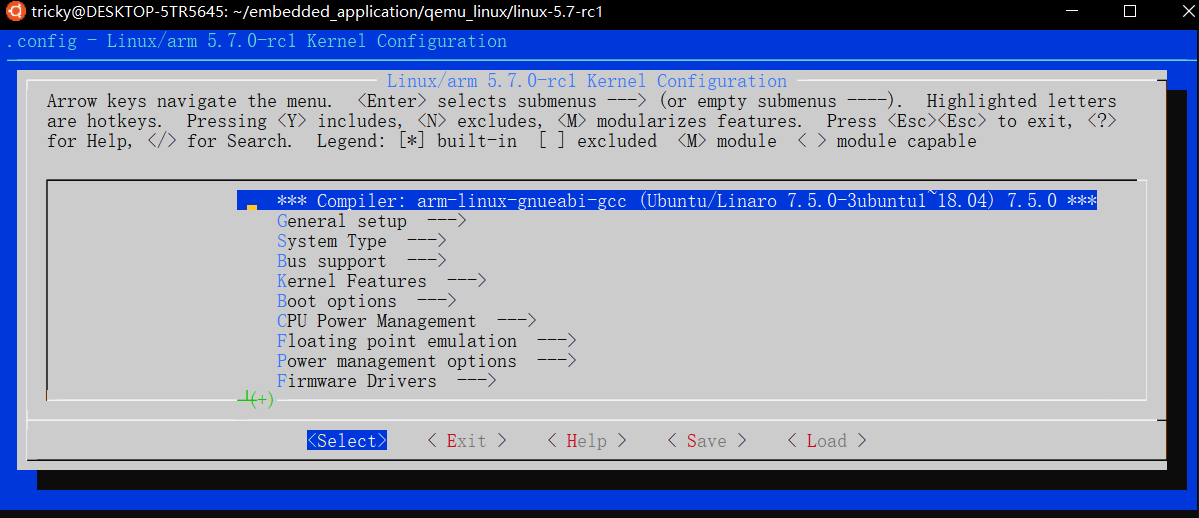 tricky@DESKTOP-5TR5645: ~/embedded_application/qemu_linux/linux-5.7-rc1
.config - Linux/arm 5.7.0-rc1 Kernel Configuration
Linux/arm 5.7.0-rc1 Kernel Configuration
Arrow keys navigate the menu.  <Enter> selects submenus ---> (or empty submenus ----).  Highlighted letters
are hotkeys.  Pressing <Y> includes, <N> excludes, <M> modularizes features.  Press <Esc><Esc> to exit, <?>
for Help, </> for Search.  Legend: [*] built-in  [ ] excluded  <M> module  < > module capable
*** Compiler: arm-linux-gnueabi-gcc (Ubuntu/Linaro 7.5.0-3ubuntu1~18.04) 7.5.0 ***
General setup  --->
System Type  --->
Bus support  --->
Kernel Features  --->
Boot options  --->
CPU Power Management  --->
Floating point emulation  --->
Power management options  --->
Firmware Drivers  --->
(+)
<Select>    < Exit >    < Help >    < Save >    < Load >